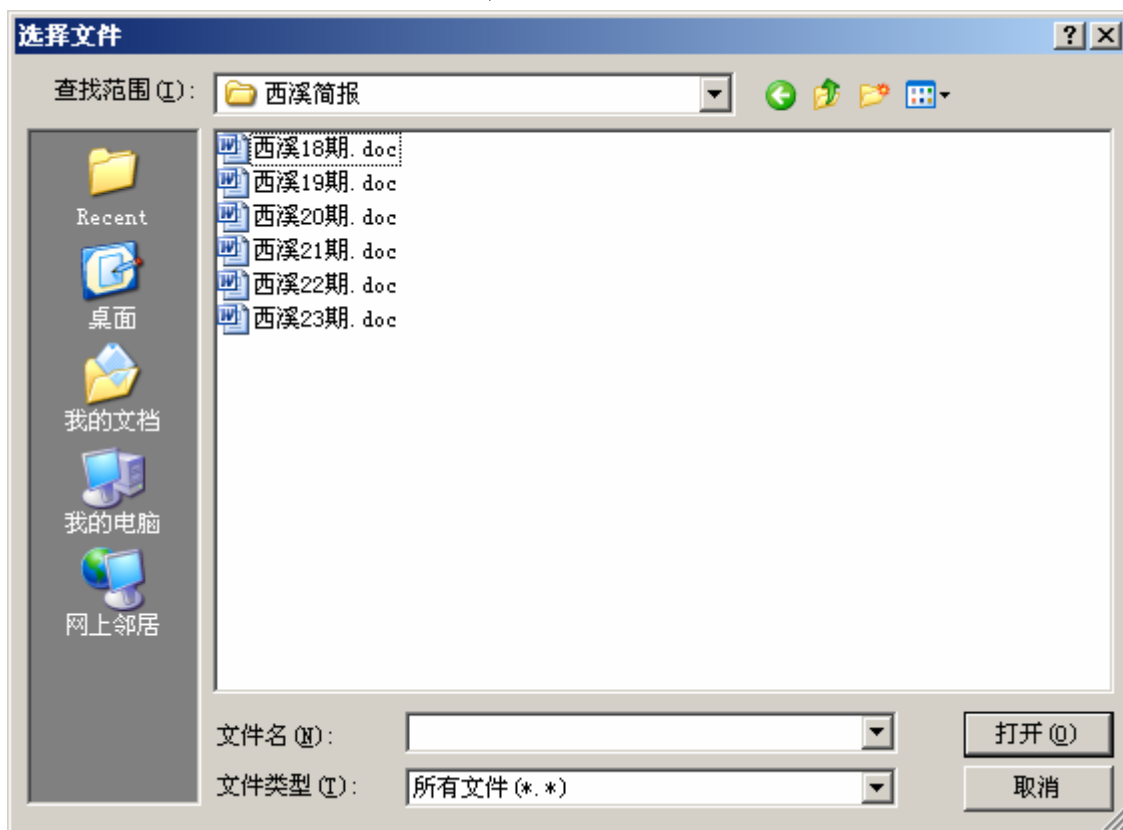 选择文件
查找范围(I):
西溪简报
西溪18期.doc
西溪19期.doc
西溪20期.doc
西溪21期.doc
西溪22期.doc
西溪23期.doc
Recent
桌面
我的文档
我的电脑
网上邻居
文件名(N):
打开(O)
文件类型(T):
所有文件(*.*)
取消